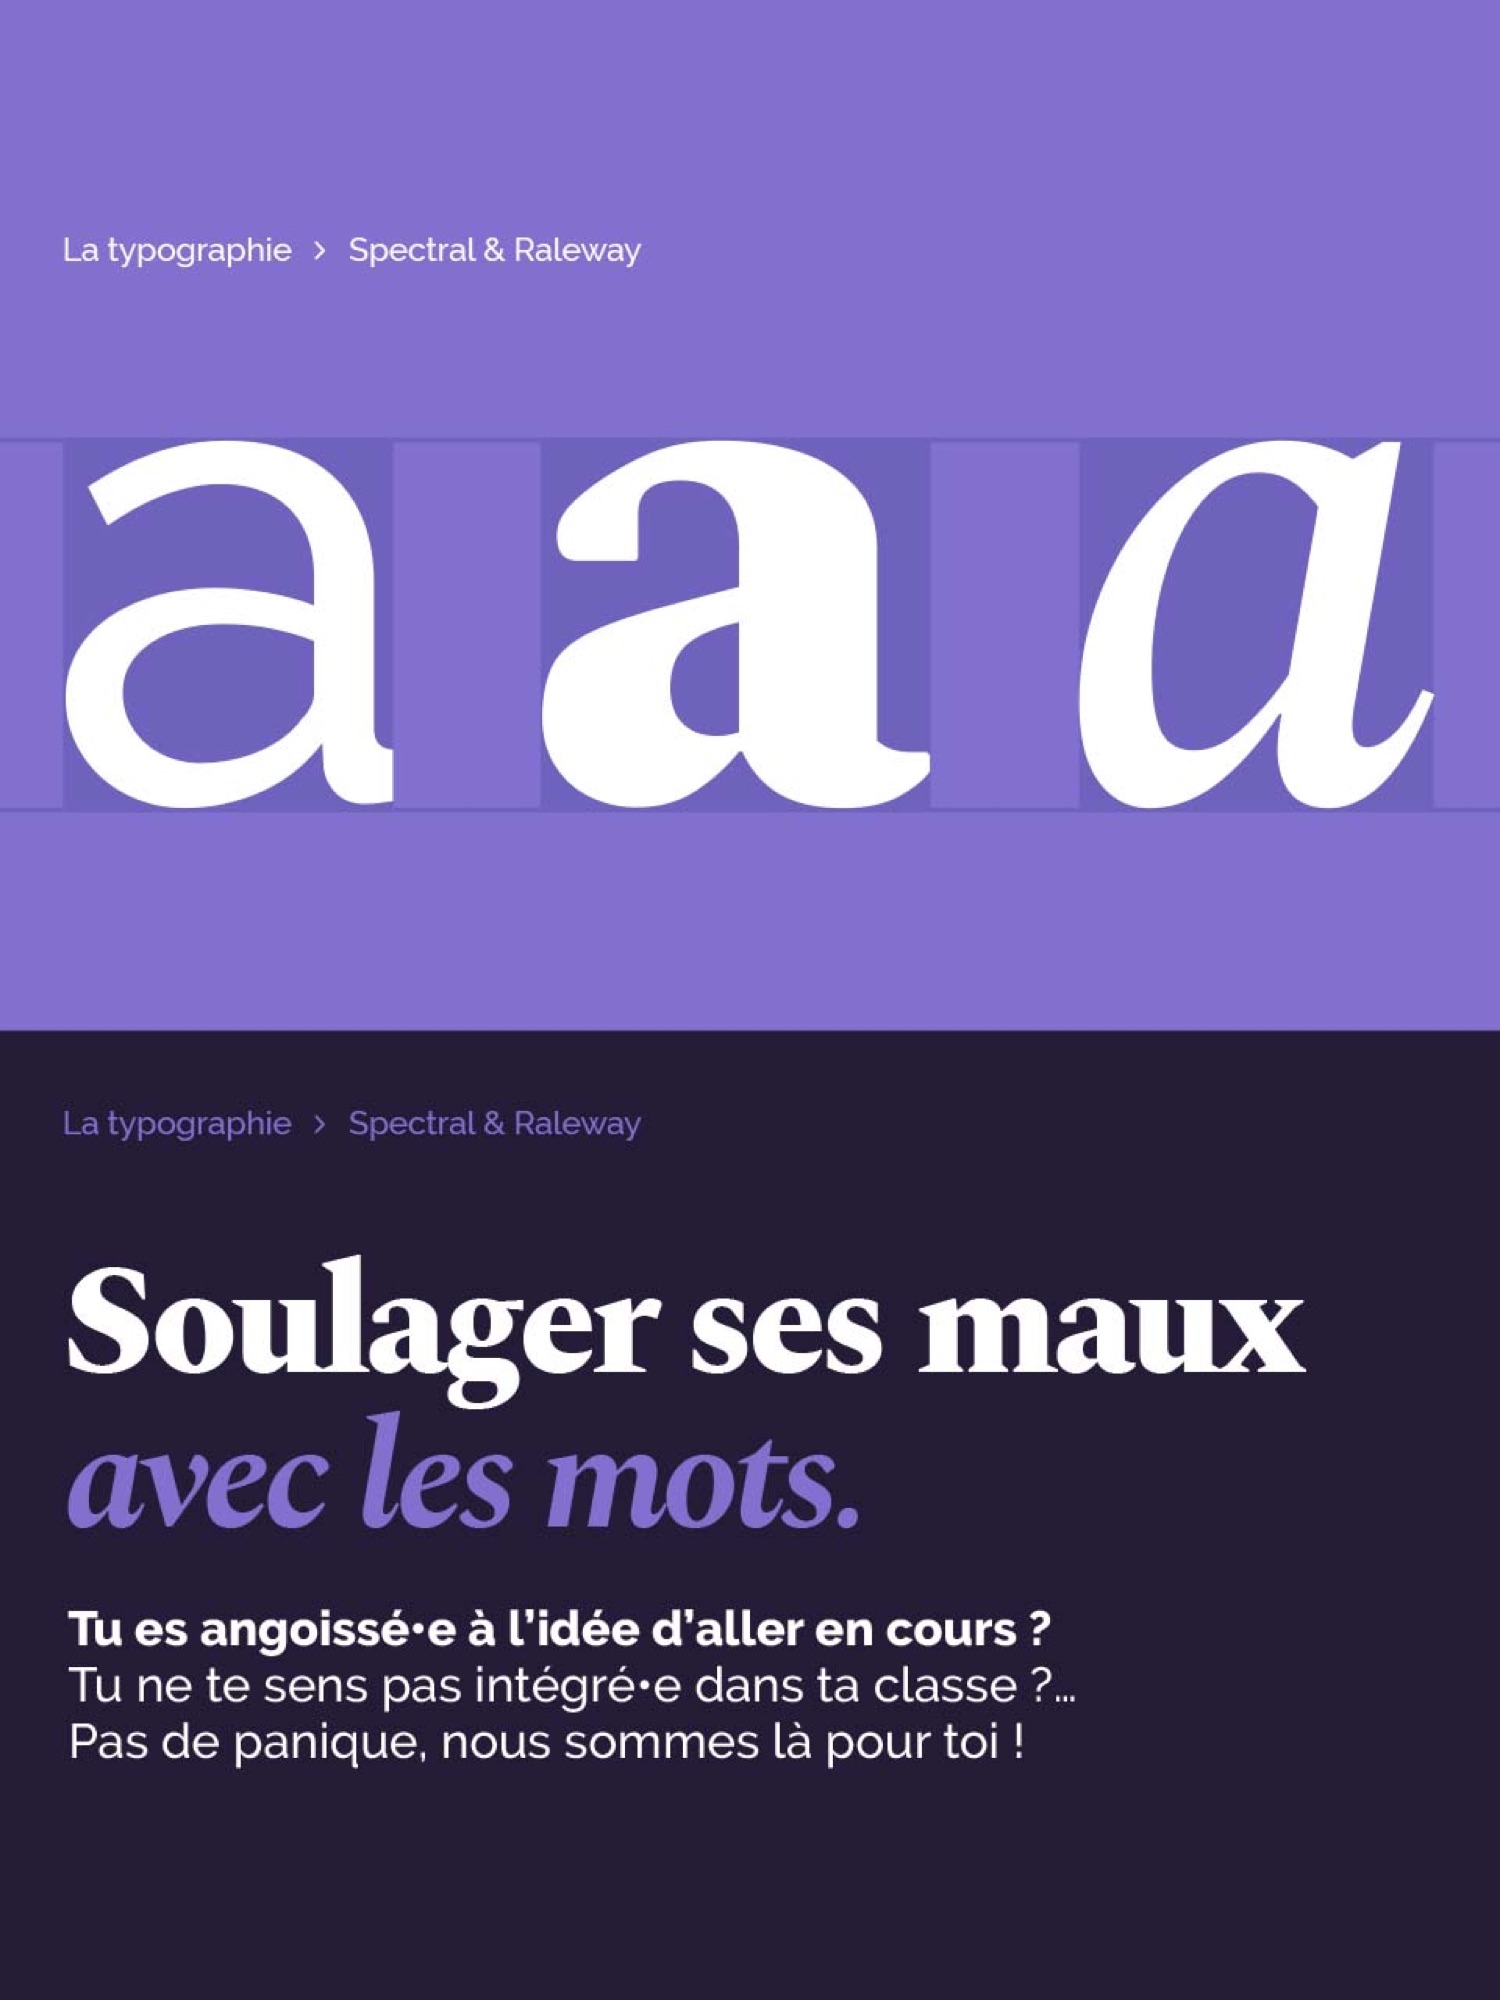 La typographie > Spectral & Raleway
a a a
La typographie > Spectral & Raleway
Soulager ses maux
avec les mots.
Tu es angoissé•e à l’idée d’aller en cours ?
Tu ne te sens pas intégré•e dans ta classe ?...
Pas de panique, nous sommes là pour toi !